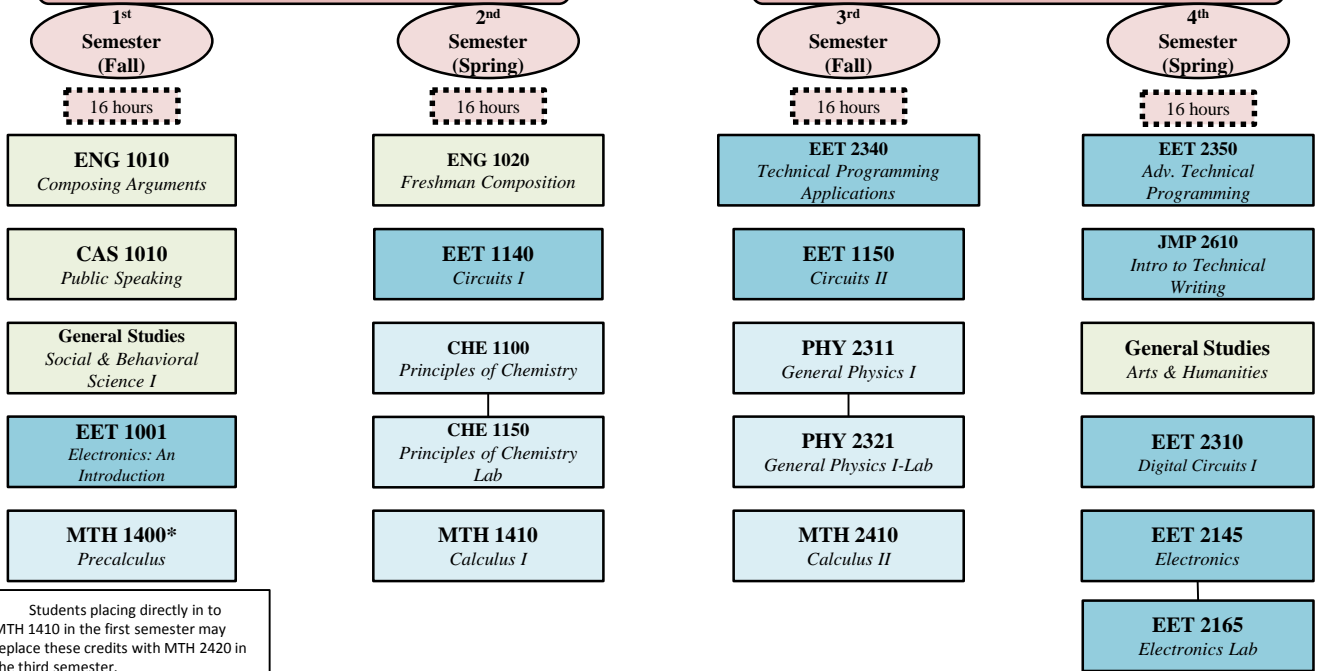 1st
Semester
(Fall)
16 hours
ENG 1010
Composing Arguments
CAS 1010
Public Speaking
General Studies
Social & Behavioral
Science I
EET 1001
Electronics: An
Introduction
MTH 1400*
Precalculus
Students placing directly in to
MTH 1410 in the first semester may
replace these credits with MTH 2420 in
the third semester.
2nd
Semester
(Spring)
16 hours
ENG 1020
Freshman Composition
EET 1140
Circuits I
CHE 1100
Principles of Chemistry
CHE 1150
Principles of Chemistry
Lab
MTH 1410
Calculus I
3rd
Semester
(Fall)
16 hours
EET 2340
Technical Programming
Applications
EET 1150
Circuits II
PHY 2311
General Physics I
PHY 2321
General Physics I-Lab
MTH 2410
Calculus II
4th
Semester
(Spring)
16 hours
EET 2350
Adv. Technical
Programming
JMP 2610
Intro to Technical
Writing
General Studies
Arts & Humanities
EET 2310
Digital Circuits I
EET 2145
Electronics
EET 2165
Electronics Lab